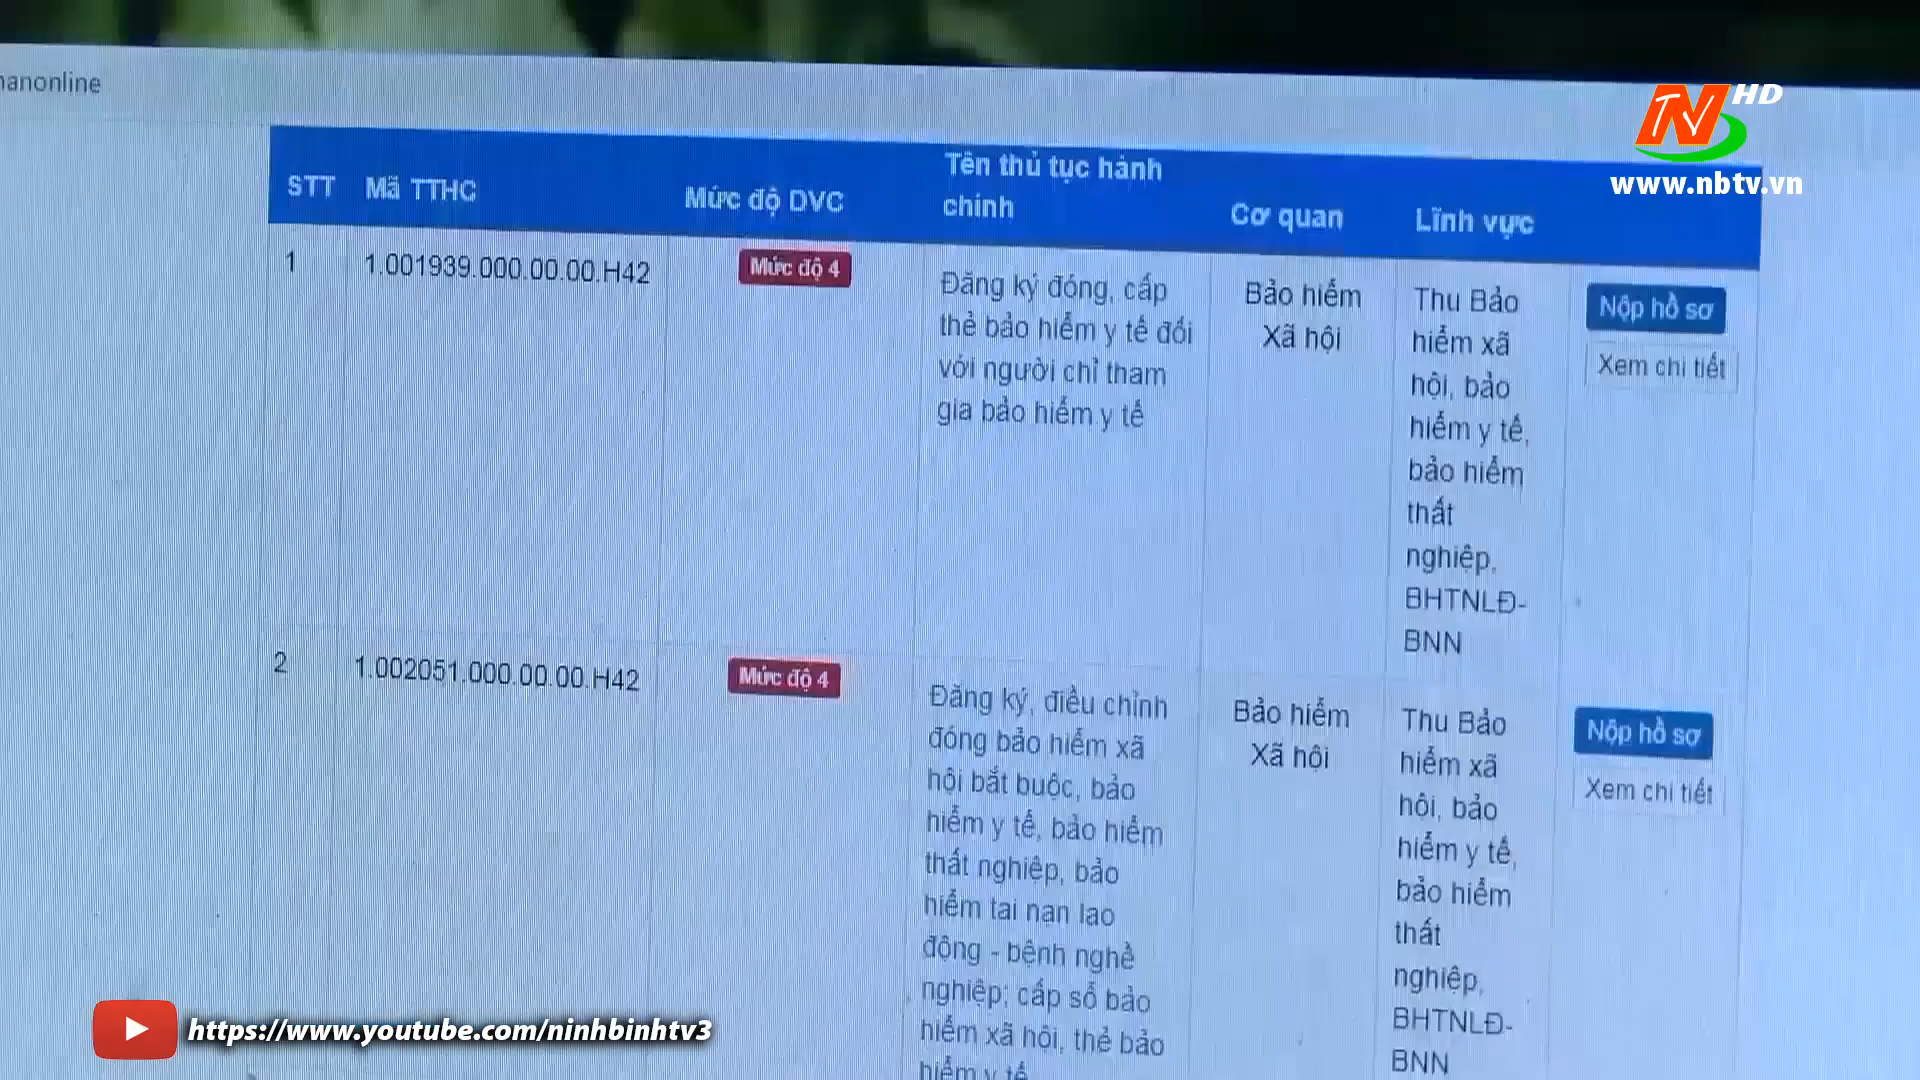 anonline
HD
www.nbtv.vn
STT
Mã TTHC
Mức độ DVC
Tên thủ tục hành
chính
Cơ quan
Lĩnh vực
1
1.001939.000.00.00.H42
Mức độ 4
Đăng ký đóng, cấp
thẻ bảo hiểm y tế đối
với người chỉ tham
gia bảo hiểm y tế
Bảo hiểm
Xã hội
Thu Bảo
hiểm xã
hội, bảo
hiểm y tế,
bảo hiểm
thất
nghiệp,
BHTNLĐ-
BNN
Nộp hồ sơ
Xem chi tiết
2
1.002051.000.00.00.H42
Mức độ 4
Đăng ký, điều chỉnh
đóng bảo hiểm xã
hội bắt buộc, bảo
hiểm y tế, bảo hiểm
thất nghiệp, bảo
hiểm tai nạn lao
động - bệnh nghề
nghiệp; cấp sổ bảo
hiểm xã hội, thẻ bảo
hiểm y tế
Bảo hiểm
Xã hội
Thu Bảo
hiểm xã
hội, bảo
hiểm y tế,
bảo hiểm
thất
nghiệp,
BHTNLĐ-
BNN
Nộp hồ sơ
Xem chi tiết
https://www.youtube.com/ninhbinhtv3